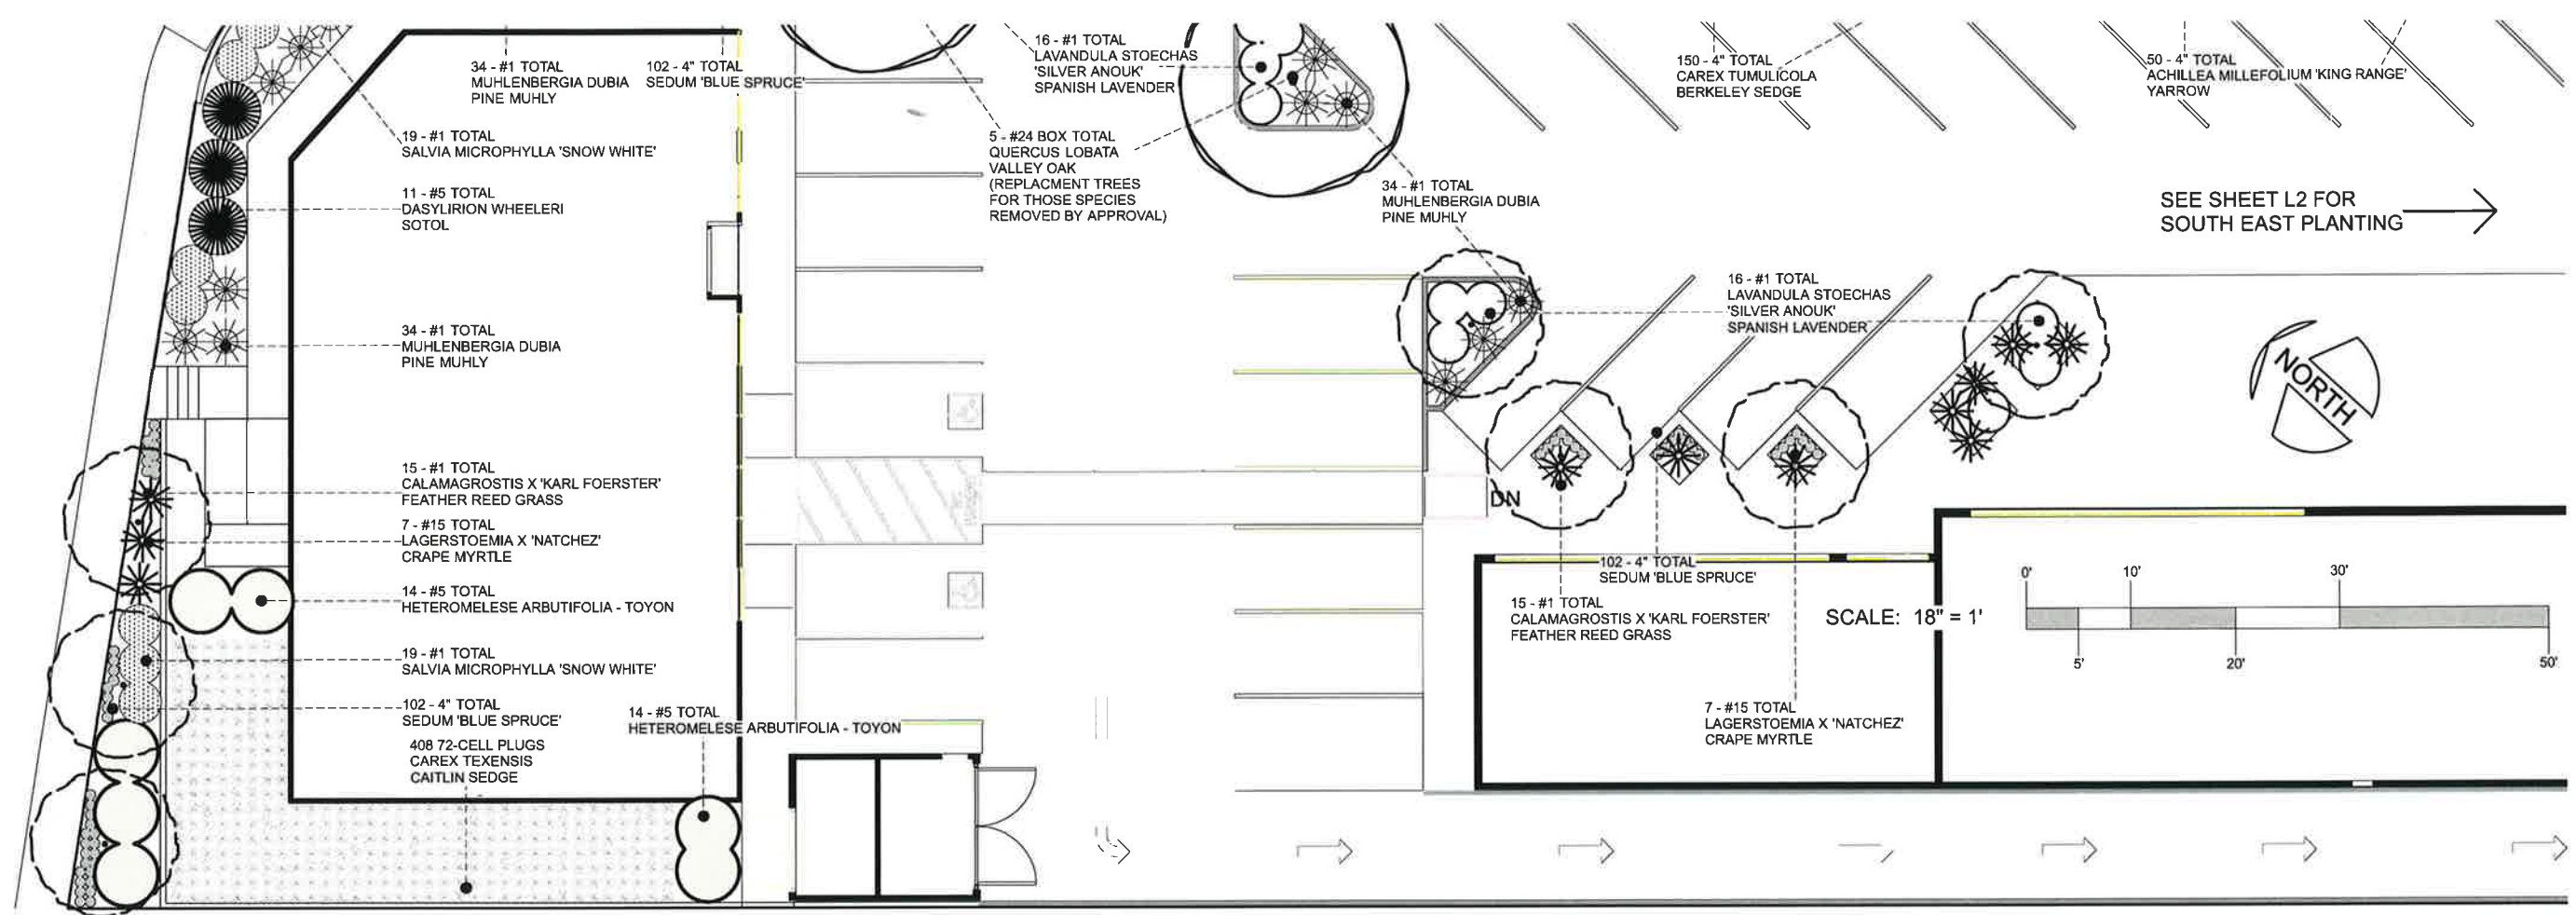 34 - #1 TOTAL
MUHLENBERGIA DUBIA
PINE MUHLY
102 - 4" TOTAL
SEDUM 'BLUE SPRUCE'
19 - #1 TOTAL
SALVIA MICROPHYLLA 'SNOW WHITE'
11 - #5 TOTAL
DASYLIRION WHEELERI
SOTOL
34 - #1 TOTAL
MUHLENBERGIA DUBIA
PINE MUHLY
15 - #1 TOTAL
CALAMAGROSTIS X 'KARL FOERSTER'
FEATHER REED GRASS
7 - #15 TOTAL
LAGERSTOEMIA X 'NATCHEZ'
CRAPE MYRTLE
14 - #5 TOTAL
HETEROMELESE ARBUTIFOLIA - TOYON
19 - #1 TOTAL
SALVIA MICROPHYLLA 'SNOW WHITE'
102 - 4" TOTAL
SEDUM 'BLUE SPRUCE'
408 72-CELL PLUGS
CAREX TEXENSIS
CAITLIN SEDGE
14 - #5 TOTAL
HETEROMELESE ARBUTIFOLIA - TOYON
16 - #1 TOTAL
LAVANDULA STOECHAS
'SILVER ANOUK'
SPANISH LAVENDER
5 - #24 BOX TOTAL
QUERCUS LOBATA
VALLEY OAK
(REPLACMENT TREES
FOR THOSE SPECIES
REMOVED BY APPROVAL)
34 - #1 TOTAL
MUHLENBERGIA DUBIA
PINE MUHLY
150 - 4" TOTAL
CAREX TUMULICOLA
BERKELEY SEDGE
50 - 4" TOTAL
ACHILLEA MILLEFOLIUM 'KING RANGE'
YARROW
SEE SHEET L2 FOR
SOUTH EAST PLANTING
16 - #1 TOTAL
LAVANDULA STOECHAS
'SILVER ANOUK'
SPANISH LAVENDER
NORTH
DN
102 - 4" TOTAL
SEDUM 'BLUE SPRUCE'
15 - #1 TOTAL
CALAMAGROSTIS X 'KARL FOERSTER'
FEATHER REED GRASS
7 - #15 TOTAL
LAGERSTOEMIA X 'NATCHEZ'
CRAPE MYRTLE
SCALE: 18" = 1'
0' 10' 30'
5' 20' 50'